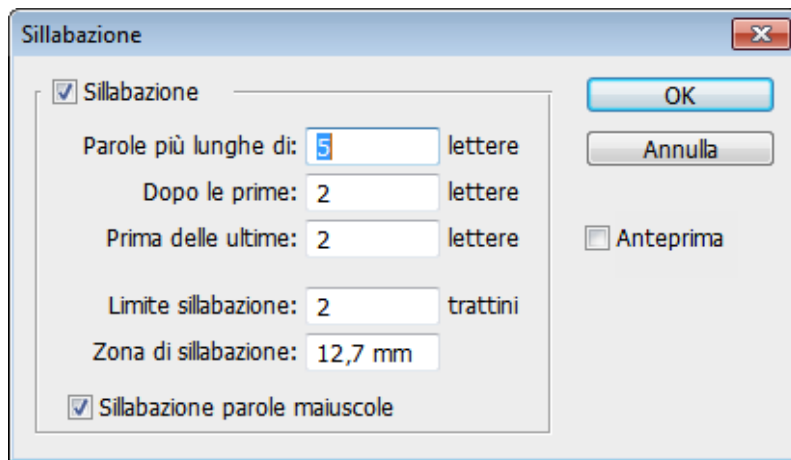 Sillabazione
Sillabazione
OK
Parole più lunghe di: 5 lettere
Annulla
Dopo le prime: 2 lettere
Prima delle ultime: 2 lettere
Anteprima
Limite sillabazione: 2 trattini
Zona di sillabazione: 12,7 mm
Sillabazione parole maiuscole